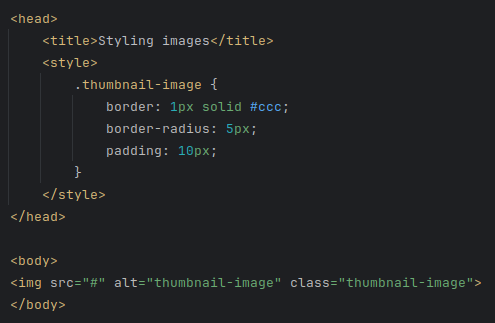 <head>
    <title>Styling images</title>
    <style>
        .thumbnail-image {
            border: 1px solid #ccc;
            border-radius: 5px;
            padding: 10px;
        }
    </style>
</head>

<body>
<img src="#" alt="thumbnail-image" class="thumbnail-image">
</body>